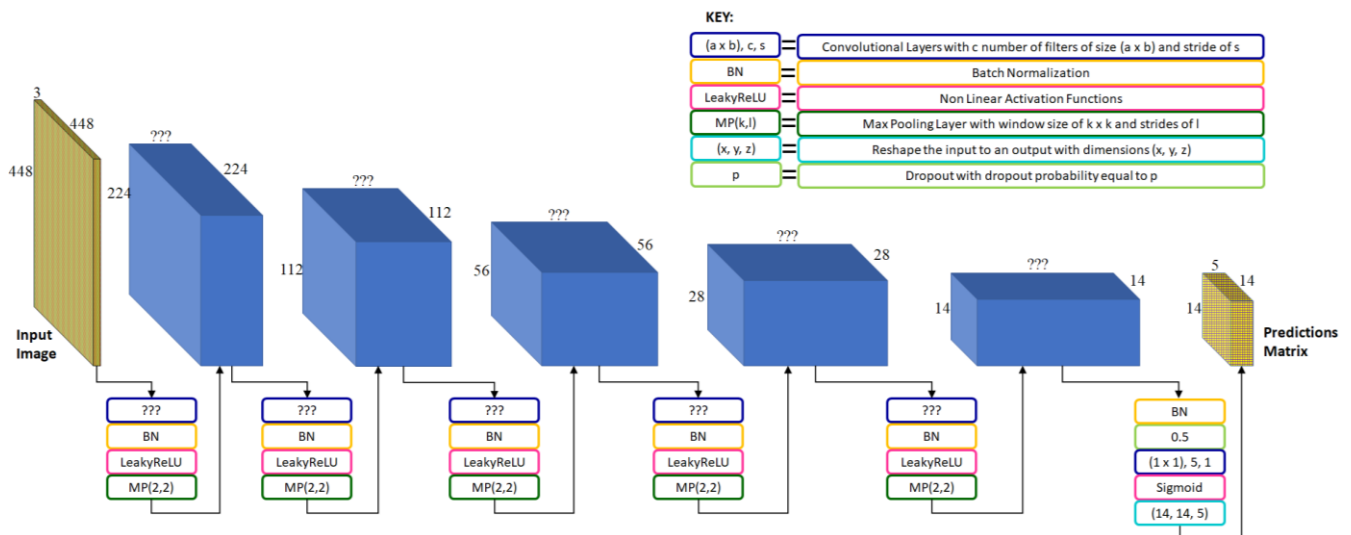 KEY:
(a x b), c, s = Convolutional Layers with c number of filters of size (a x b) and stride of s
BN = Batch Normalization
LeakyReLU = Non Linear Activation Functions
MP(k,l) = Max Pooling Layer with window size of k x k and strides of l
(x, y, z) = Reshape the input to an output with dimensions (x, y, z)
p = Dropout with dropout probability equal to p
3
448
448
Input
Image
???
224
224
???
112
112
???
56
56
???
28
28
???
14
14
5
14
14
Predictions
Matrix
???
BN
LeakyReLU
MP(2,2)
???
BN
LeakyReLU
MP(2,2)
???
BN
LeakyReLU
MP(2,2)
???
BN
LeakyReLU
MP(2,2)
???
BN
LeakyReLU
MP(2,2)
BN
0.5
(1 x 1), 5, 1
Sigmoid
(14, 14, 5)